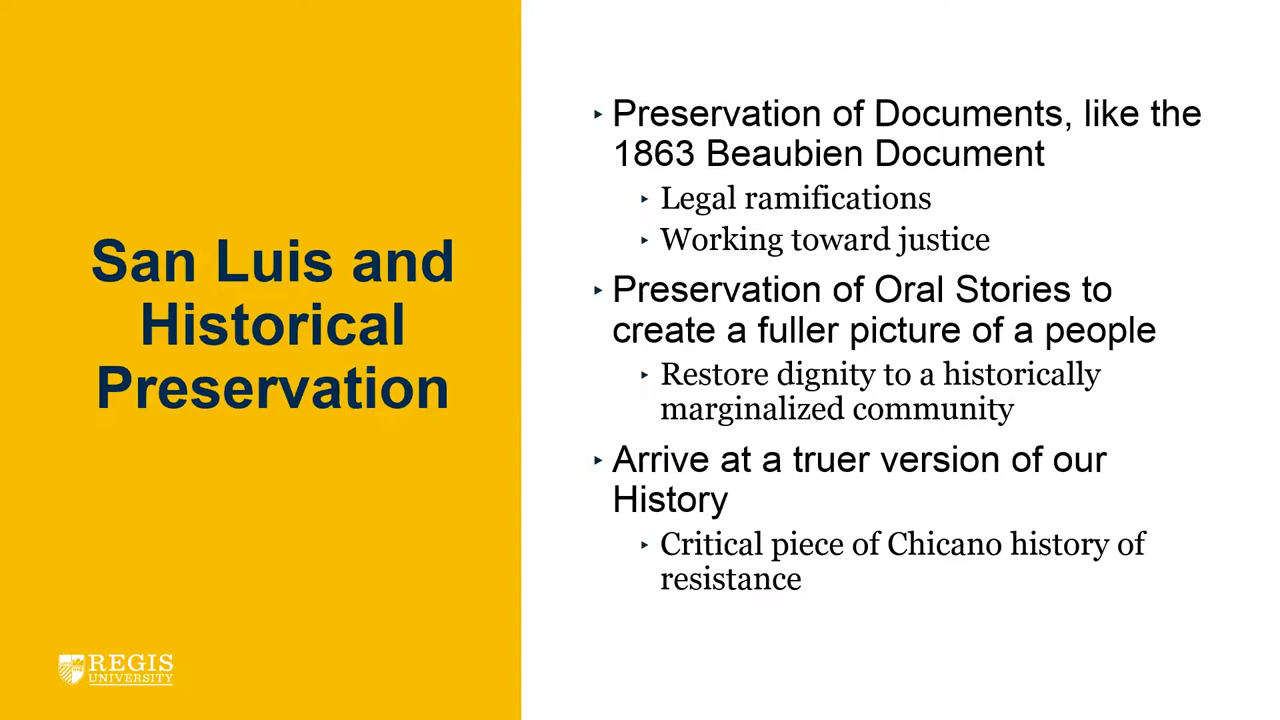 San Luis and
Historical
Preservation
REGIS
UNIVERSITY
‣ Preservation of Documents, like the
1863 Beaubien Document
‣ Legal ramifications
‣ Working toward justice
‣ Preservation of Oral Stories to
create a fuller picture of a people
‣ Restore dignity to a historically
marginalized community
‣ Arrive at a truer version of our
History
‣ Critical piece of Chicano history of
resistance